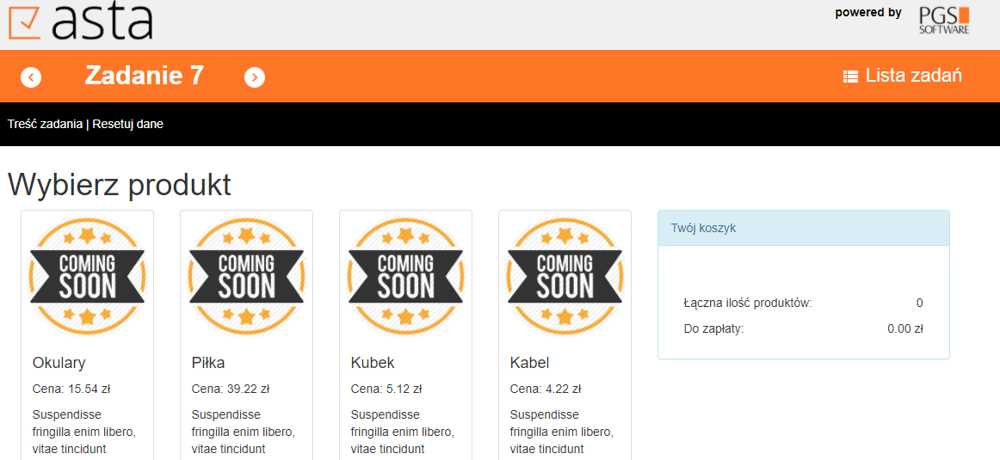 asta
powered by
PGS
SOFTWARE
Zadanie 7
Lista zadań
Treść zadania | Resetuj dane
Wybierz produkt
COMING
SOON
Okulary
Cena: 15.54 zł
Suspendisse
fringilla enim libero,
vitae tincidunt
COMING
SOON
Piłka
Cena: 39.22 zł
Suspendisse
fringilla enim libero,
vitae tincidunt
COMING
SOON
Kubek
Cena: 5.12 zł
Suspendisse
fringilla enim libero,
vitae tincidunt
COMING
SOON
Kabel
Cena: 4.22 zł
Suspendisse
fringilla enim libero,
vitae tincidunt
Twój koszyk
Łączna ilość produktów: 0
Do zapłaty: 0.00 zł